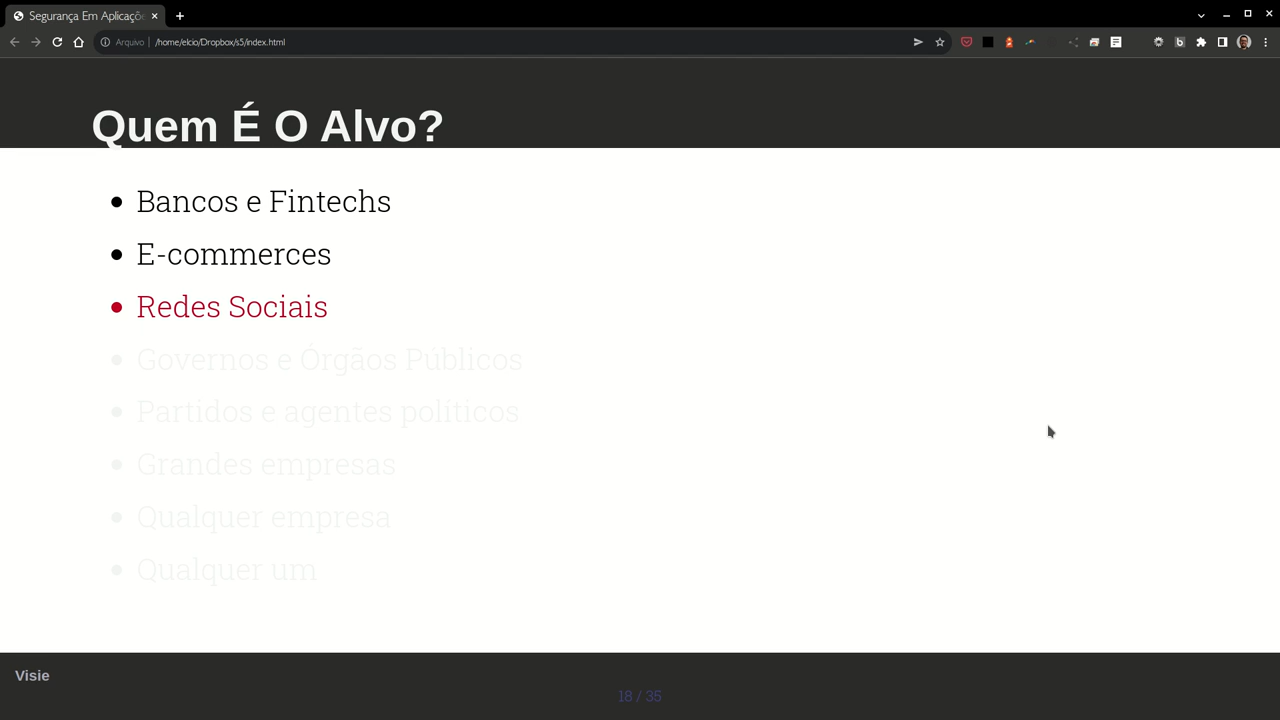 Segurança Em Aplicaçõe
Arquivo | /home/elcio/Dropbox/s5/index.html
Quem É O Alvo?
Bancos e Fintechs
E-commerces
Redes Sociais
Governos e Órgãos Públicos
Partidos e agentes políticos
Grandes empresas
Qualquer empresa
Qualquer um
Visie
18 / 35